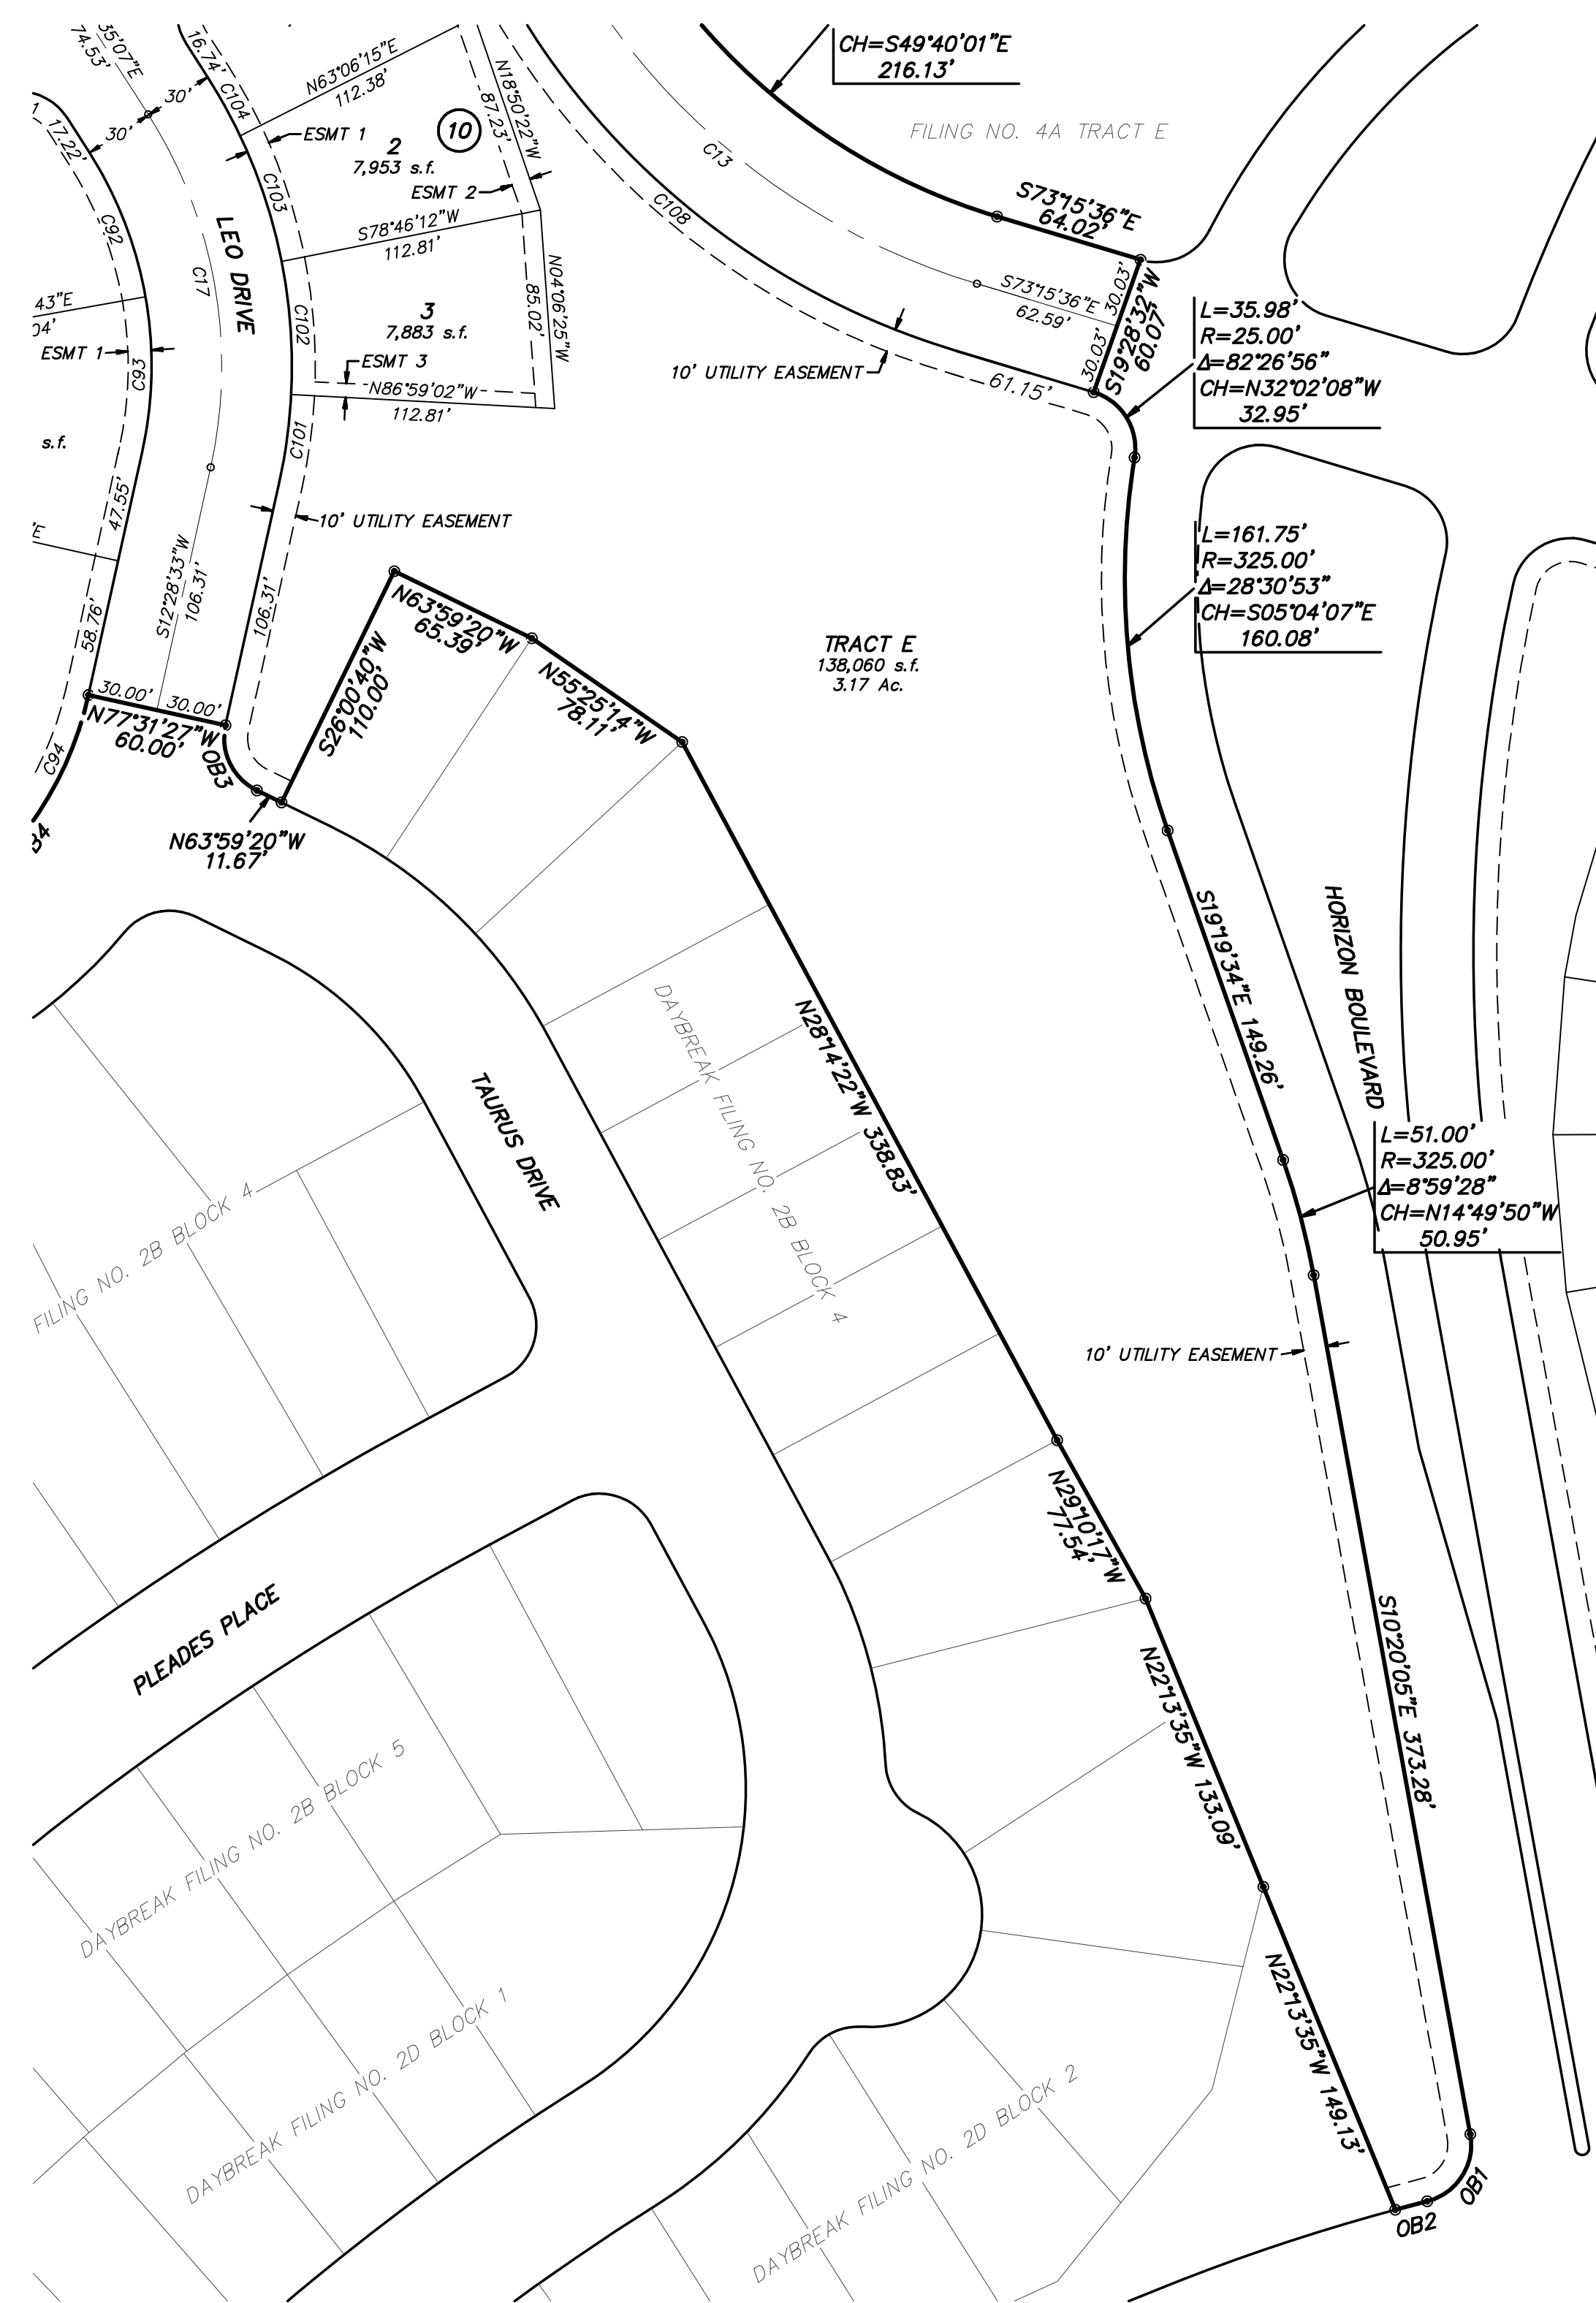 35'07"E
74.53'
16.74'
C104
30'
30'
17.22'
N63°06'15"E
112.38'
ESMT 1
2
7,953 s.f.
10
ESMT 2
N18°50'22"W
87.23'
C103
C92
LEO DRIVE
C17
S78°46'12"W
112.81'
43"E
04'
ESMT 1
C93
C102
3
7,883 s.f.
ESMT 3
N86°59'02"W
112.81'
N04°06'25"W
85.02'
C101
s.f.
47.55'
'E
10' UTILITY EASEMENT
S12°28'33"W
106.31'
106.31'
58.76'
30.00'
30.00'
N77°31'27"W
60.00'
C94
OB3
N63°59'20"W
11.67'
S26°00'40"W
110.00'
N63°59'20"W
65.39'
N55°25'14"W
78.11'
CH=S49°40'01"E
216.13'
FILING NO. 4A TRACT E
C13
C108
S73°15'36"E
64.02'
S73°15'36"E
62.59'
30.03'
30.03'
S19°28'32"W
60.07'
10' UTILITY EASEMENT
61.15'
L=35.98'
R=25.00'
Δ=82°26'56"
CH=N32°02'08"W
32.95'
L=161.75'
R=325.00'
Δ=28°30'53"
CH=S05°04'07"E
160.08'
TRACT E
138,060 s.f.
3.17 Ac.
S19°19'34"E 149.26'
HORIZON BOULEVARD
L=51.00'
R=325.00'
Δ=8°59'28"
CH=N14°49'50"W
50.95'
10' UTILITY EASEMENT
DAYBREAK FILING NO. 2B BLOCK 4
N28°14'22"W 338.83'
TAURUS DRIVE
FILING NO. 2B BLOCK 4
N29°10'17"W
77.54'
PLEADES PLACE
N22°13'35"W 133.09'
S10°20'05"E 373.28'
DAYBREAK FILING NO. 2B BLOCK 5
DAYBREAK FILING NO. 2D BLOCK 1
N22°13'35"W 149.13'
DAYBREAK FILING NO. 2D BLOCK 2
OB1
OB2